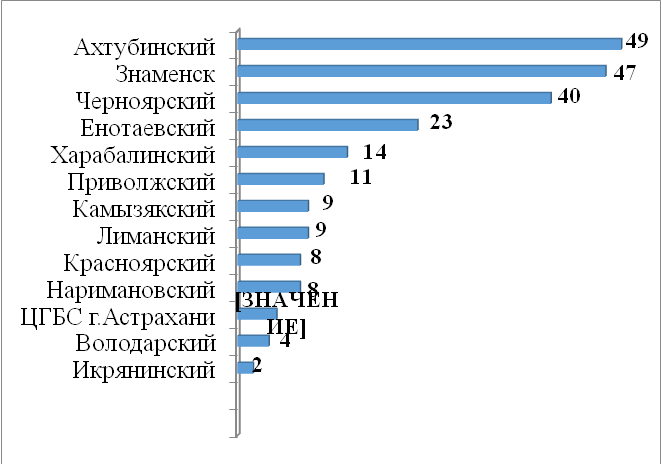 Ахтубинский 49
Знаменск 47
Черноярский 40
Енотаевский 23
Харабалинский 14
Приволжский 11
Камызякский 9
Лиманский 9
Красноярский 8
Наримановский 8
ЦГБС г.Астрахани [ЗНАЧЕН
ИЕ]
Володарский 4
Икрянинский 2